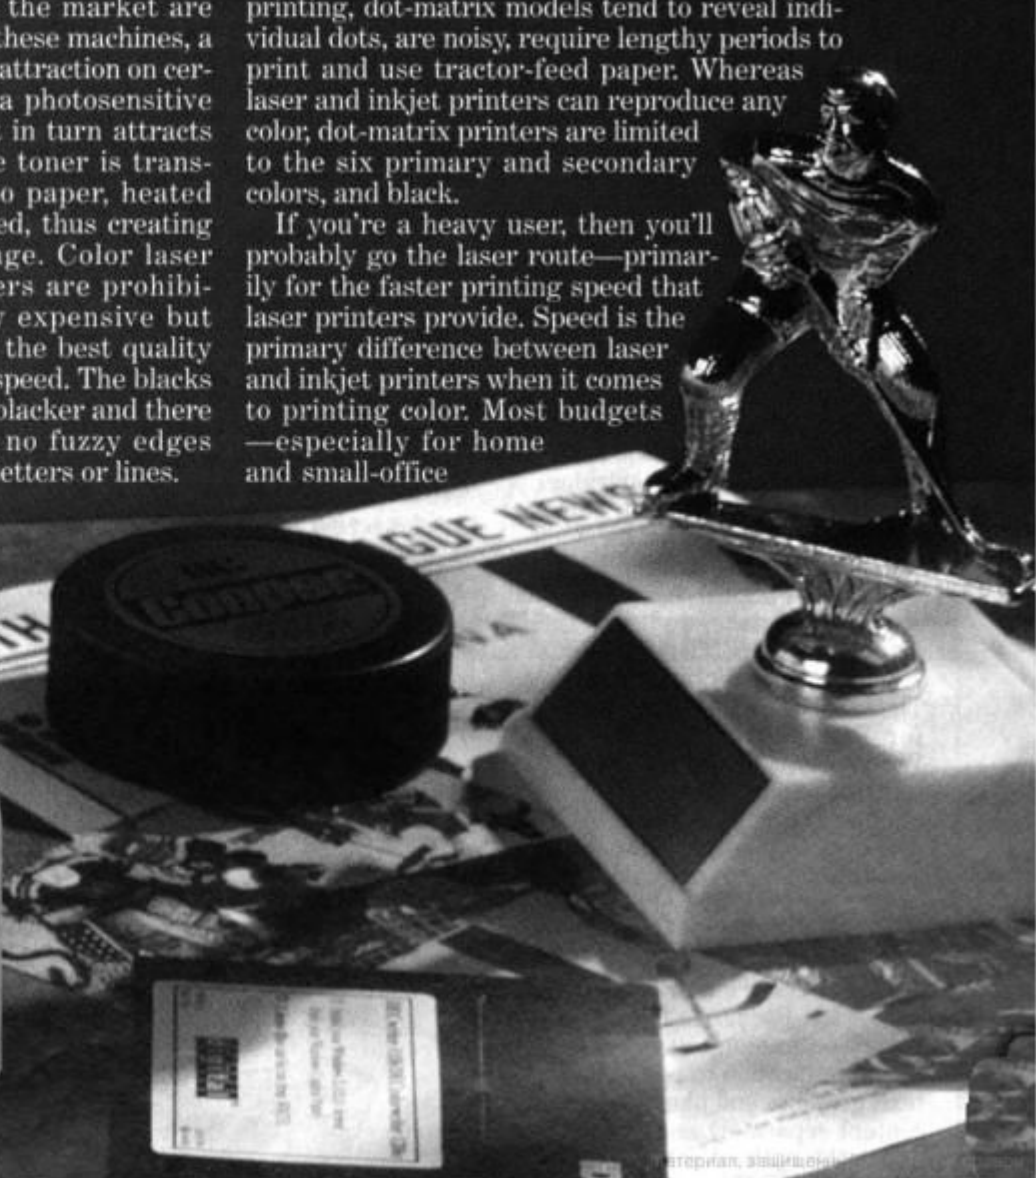 the market are
these machines, a
attraction on cer-
a photosensitive
in turn attracts
toner is trans-
paper, heated
thus creating
Color laser
are prohibi-
expensive but
the best quality
speed. The blacks
blacker and there
no fuzzy edges
letters or lines.
printing, dot-matrix models tend to reveal indi-
vidual dots, are noisy, require lengthy periods to
print and use tractor-feed paper. Whereas
laser and inkjet printers can reproduce any
color, dot-matrix printers are limited
to the six primary and secondary
colors, and black.
If you're a heavy user, then you'll
probably go the laser route—primar-
ily for the faster printing speed that
laser printers provide. Speed is the
primary difference between laser
and inkjet printers when it comes
to printing color. Most budgets
—especially for home
and small-office
GUE NEWS
Cooper